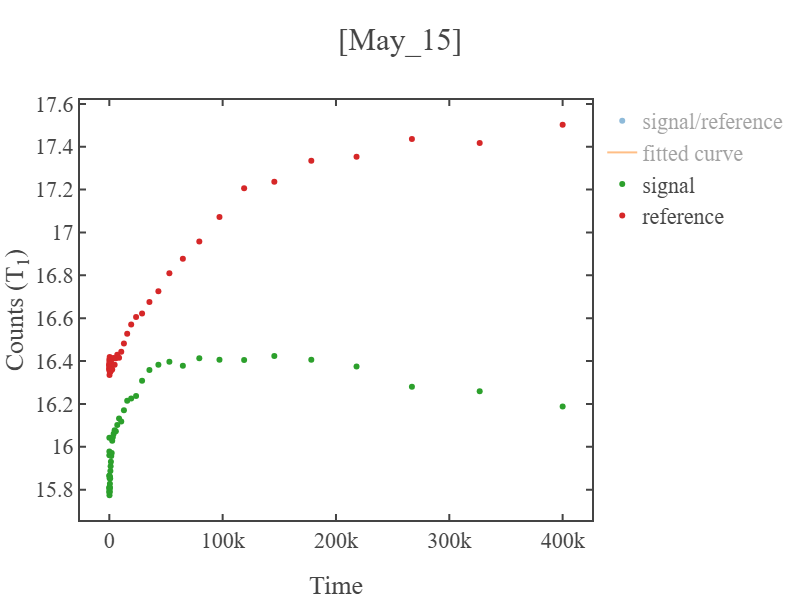 [May_15]
17.6
17.4
17.2
17
16.8
16.6
16.4
16.2
16
15.8
Counts (T1)
0
100k
200k
300k
400k
Time
signal/reference
fitted curve
signal
reference